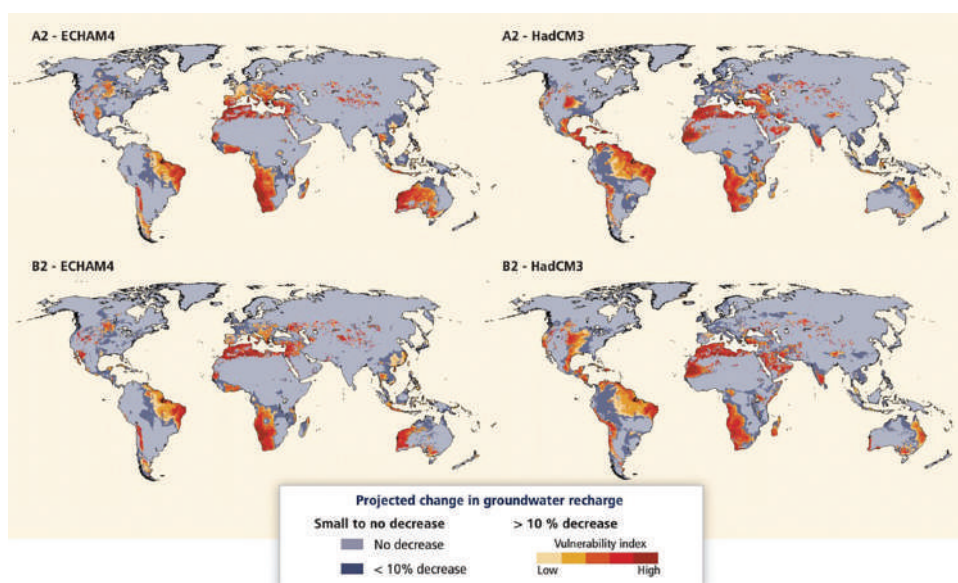 A2 - ECHAM4
A2 - HadCM3
B2 - ECHAM4
B2 - HadCM3
Projected change in groundwater recharge
Small to no decrease
> 10 % decrease
No decrease
Vulnerability index
< 10% decrease
Low
High